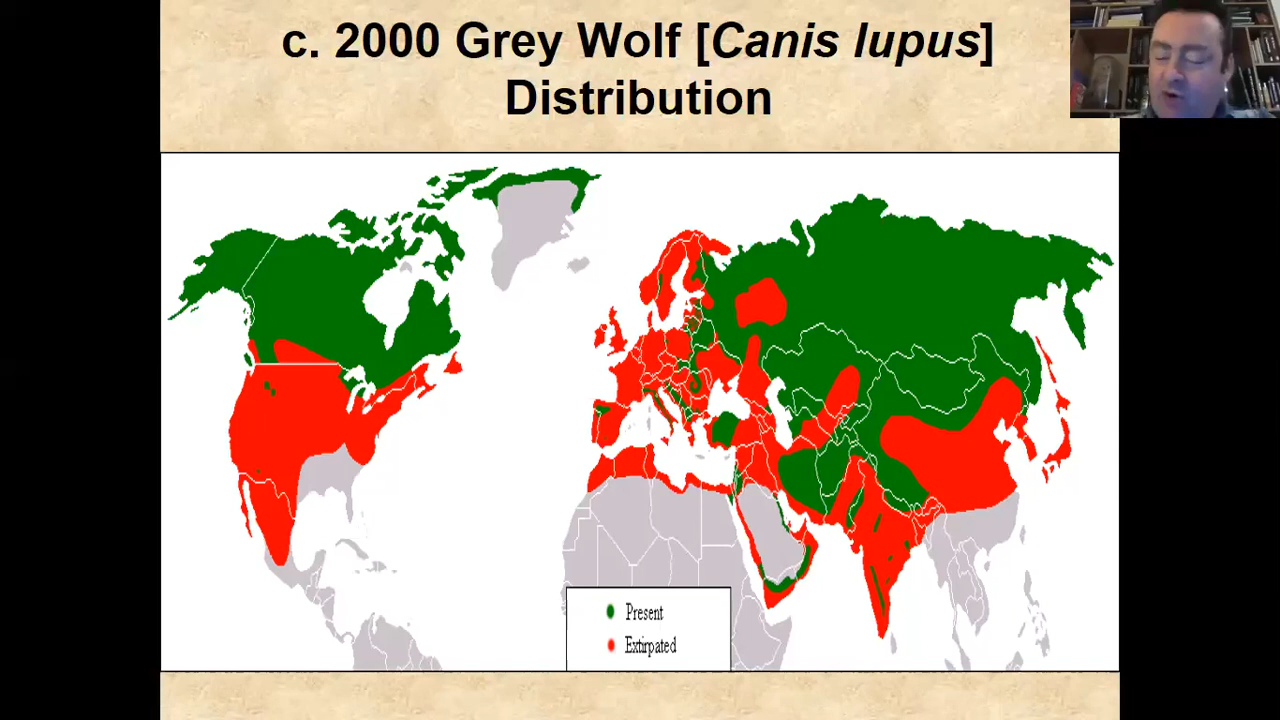 c. 2000 Grey Wolf [Canis lupus]
Distribution
Present
Extirpated